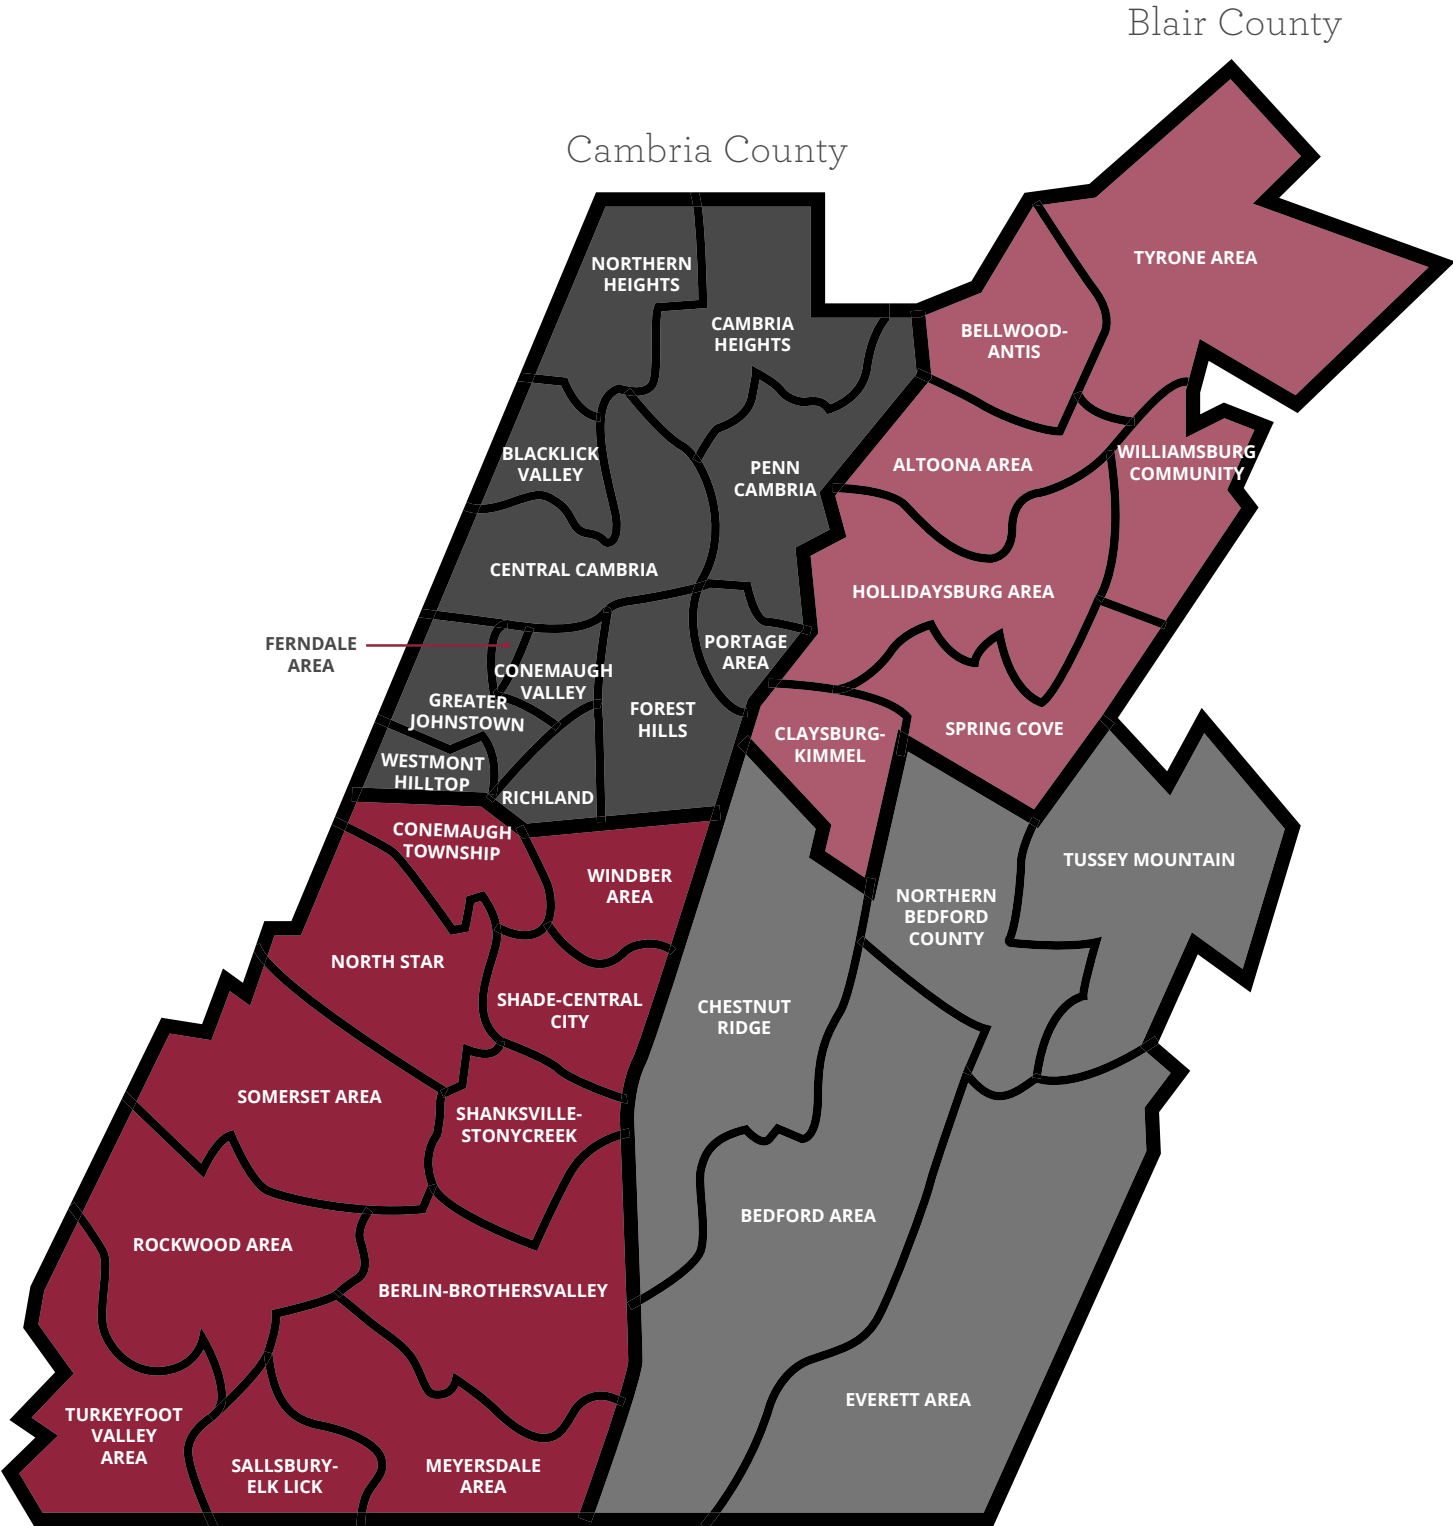 Blair County
Cambria County
TYRONE AREA
NORTHERN
HEIGHTS
CAMBRIA
HEIGHTS
BELLWOOD-
ANTIS
BLACKLICK
VALLEY
PENN
CAMBRIA
ALTOONA AREA
WILLIAMSBURG
COMMUNITY
CENTRAL CAMBRIA
HOLLIDAYSBURG AREA
FERNDALE
AREA
CONEMAUGH
VALLEY
PORTAGE
AREA
GREATER
JOHNSTOWN
FOREST
HILLS
CLAYSBURG-
KIMMEL
SPRING COVE
WESTMONT
HILLTOP
RICHLAND
CONEMAUGH
TOWNSHIP
WINDBER
AREA
TUSSEY MOUNTAIN
NORTHERN
BEDFORD
COUNTY
NORTH STAR
SHADE-CENTRAL
CITY
CHESTNUT
RIDGE
SOMERSET AREA
SHANKSVILLE-
STONYCREEK
BEDFORD AREA
ROCKWOOD AREA
BERLIN-BROTHERSVALLEY
EVERETT AREA
TURKEYFOOT
VALLEY
AREA
SALLSBURY-
ELK LICK
MEYERSDALE
AREA